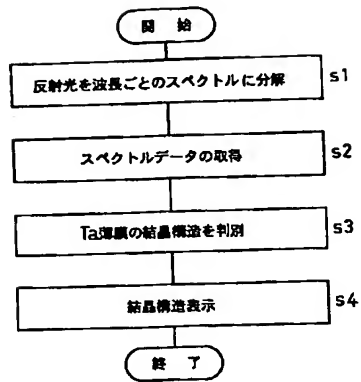 開 始
反射光を波長ごとのスペクトルに分解 s1
スペクトルデータの取得 s2
Ta薄膜の結晶構造を判別 s3
結晶構造表示 s4
終 了